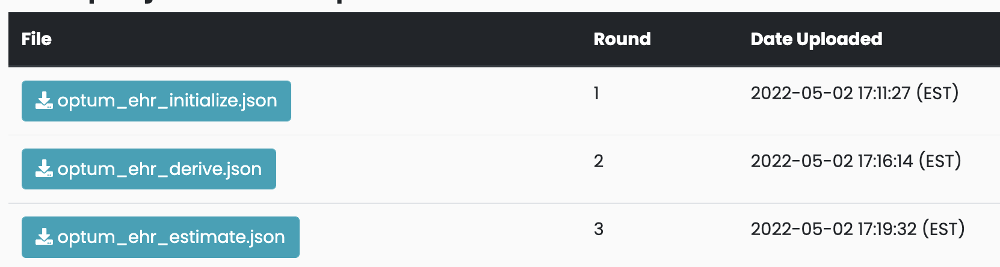 File Round Date Uploaded
optum_ehr_initialize.json 1 2022-05-02 17:11:27 (EST)
optum_ehr_derive.json 2 2022-05-02 17:16:14 (EST)
optum_ehr_estimate.json 3 2022-05-02 17:19:32 (EST)